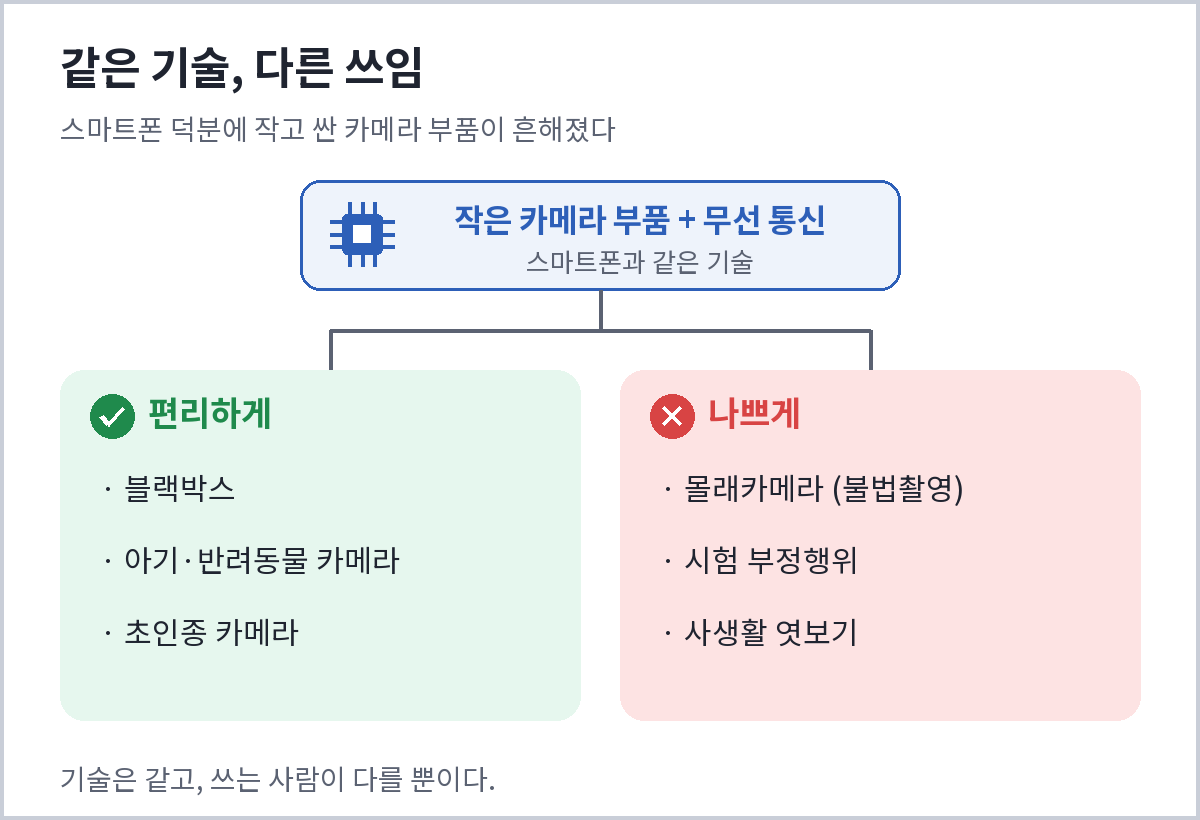 같은 기술, 다른 쓰임
스마트폰 덕분에 작고 싼 카메라 부품이 흔해졌다
작은 카메라 부품 + 무선 통신
스마트폰과 같은 기술
편리하게
· 블랙박스
· 아기·반려동물 카메라
· 초인종 카메라
나쁘게
· 몰래카메라 (불법촬영)
· 시험 부정행위
· 사생활 엿보기
기술은 같고, 쓰는 사람이 다를 뿐이다.